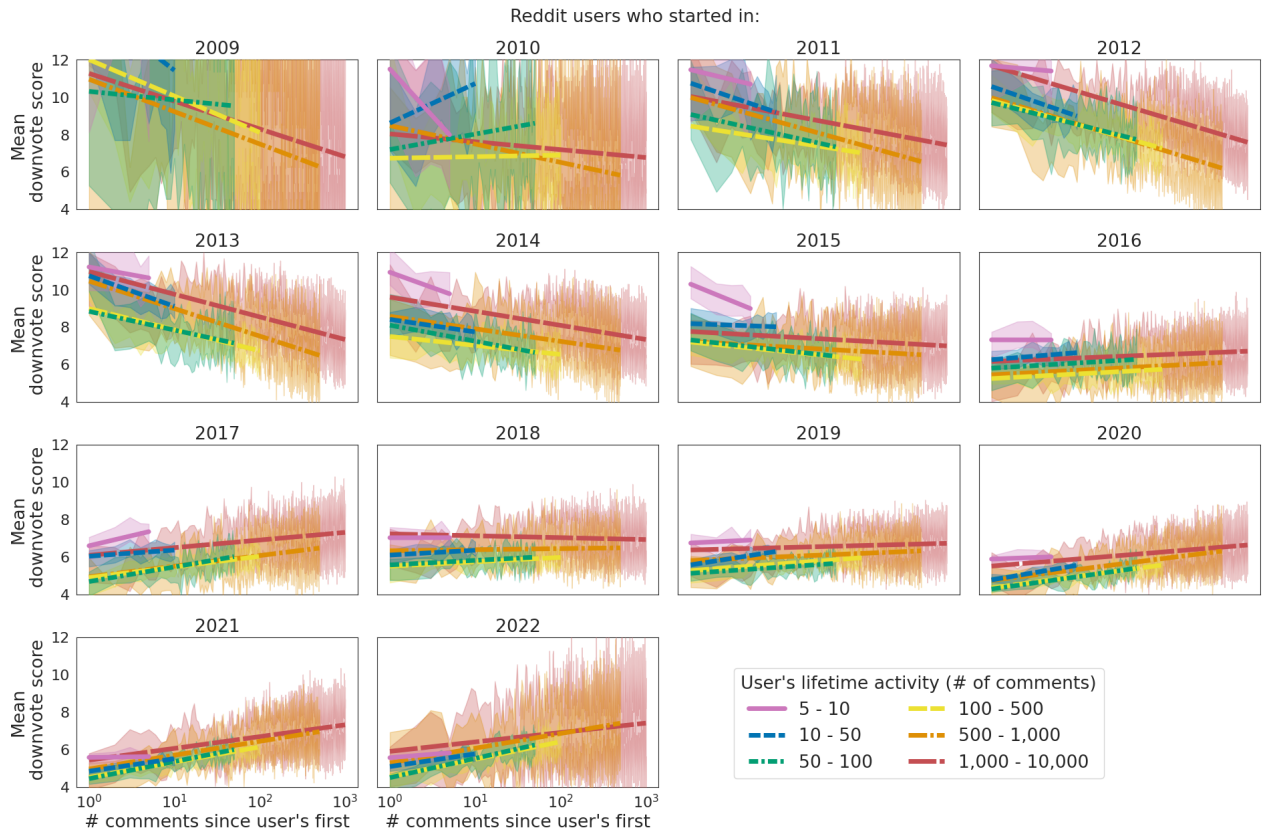 Reddit users who started in:
2009 2010 2011 2012
12
10
8
6
4
Mean
downvote score
2013 2014 2015 2016
12
10
8
6
4
Mean
downvote score
2017 2018 2019 2020
12
10
8
6
4
Mean
downvote score
2021 2022
12
10
8
6
4
Mean
downvote score
10⁰ 10¹ 10² 10³ 10⁰ 10¹ 10² 10³
# comments since user's first # comments since user's first
User's lifetime activity (# of comments)
5 - 10 100 - 500
10 - 50 500 - 1,000
50 - 100 1,000 - 10,000